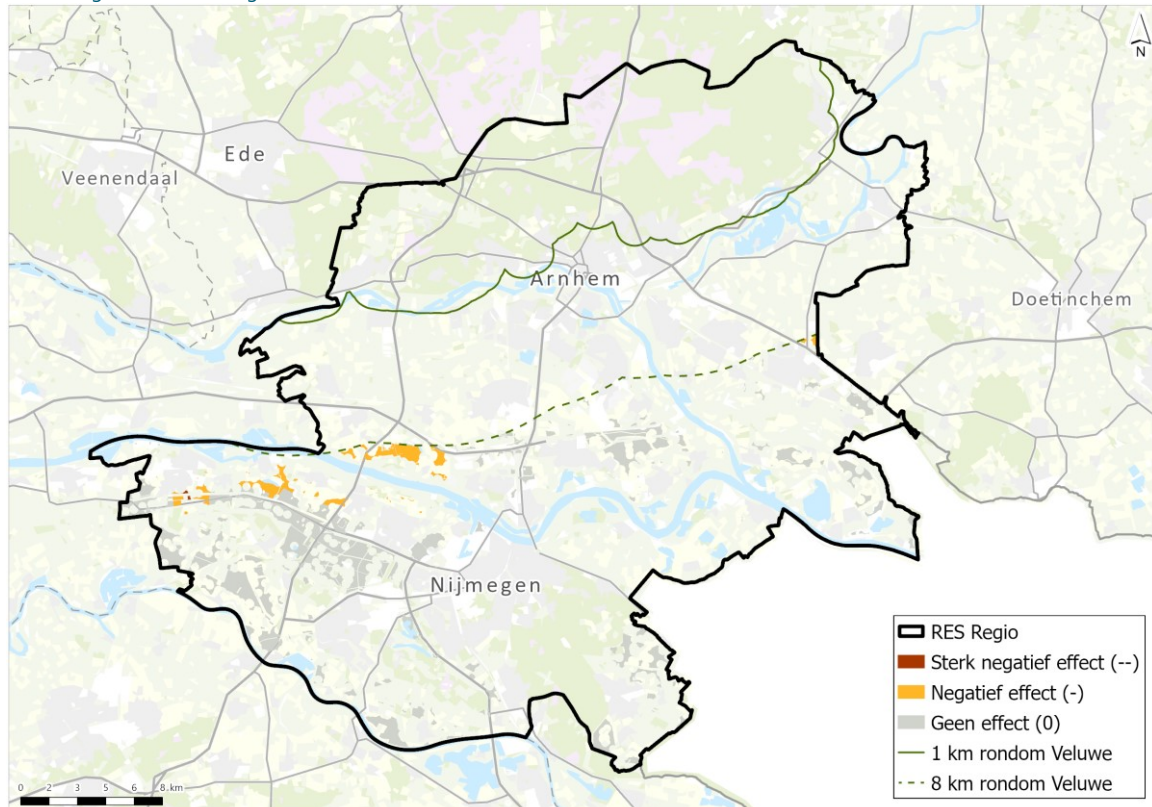 N
Ede
Veenendaal
Arnhem
Doetinchem
Nijmegen
RES Regio
Sterk negatief effect (--)
Negatief effect (-)
Geen effect (0)
1 km rondom Veluwe
8 km rondom Veluwe
0 2 3 5 6 8 km